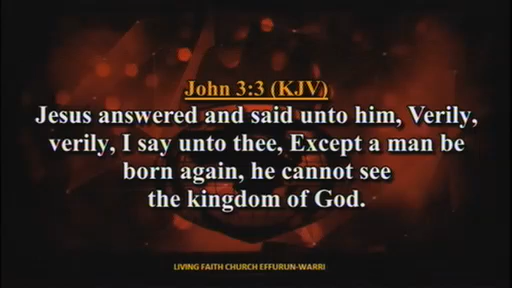 John 3:3 (KJV)
Jesus answered and said unto him, Verily,
verily, I say unto thee, Except a man be
born again, he cannot see
the kingdom of God.
LIVING FAITH CHURCH EFFURUN-WARRI